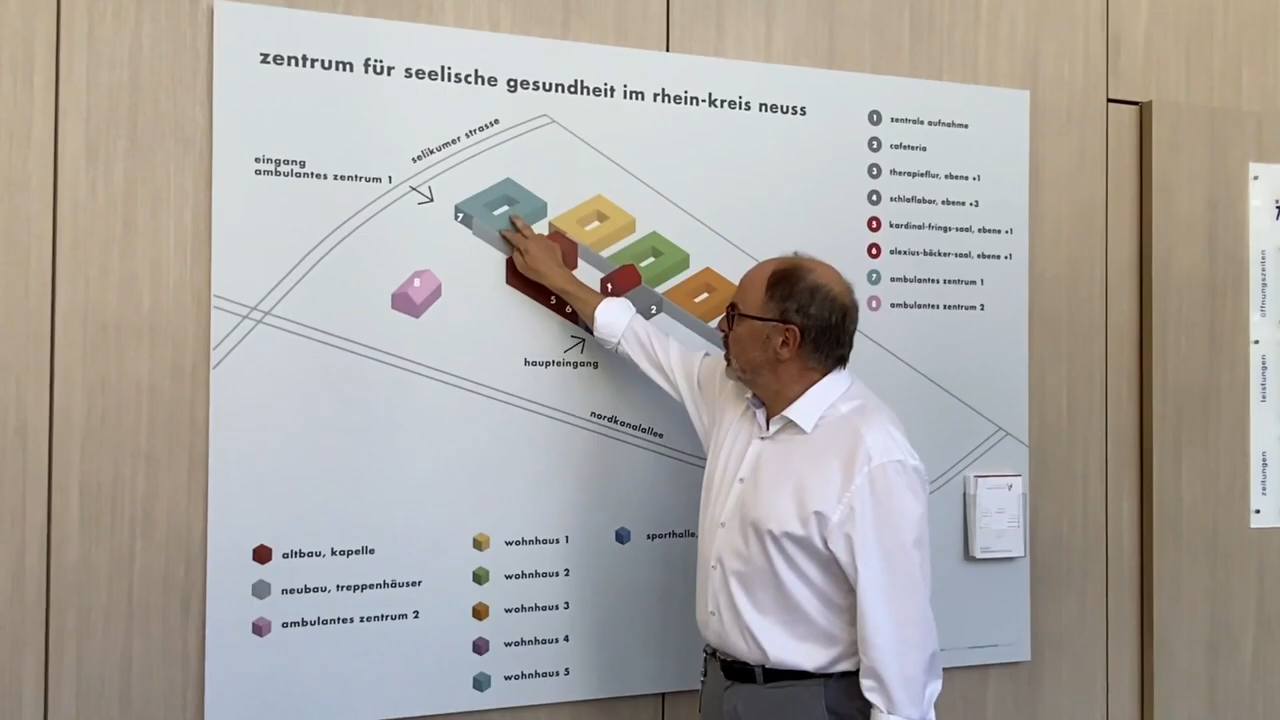 zentrum für seelische gesundheit im rhein-kreis neuss
selikumer strasse
eingang
ambulantes zentrum 1
7
8
5
6
1
2
haupteingang
nordkanalallee
1 zentrale aufnahme
2 cafeteria
3 therapieflur, ebene +1
4 schlaflabor, ebene +3
5 kardinal-frings-saal, ebene +1
6 alexius-böcker-saal, ebene +1
7 ambulantes zentrum 1
8 ambulantes zentrum 2
altbau, kapelle
neubau, treppenhäuser
ambulantes zentrum 2
wohnhaus 1
wohnhaus 2
wohnhaus 3
wohnhaus 4
wohnhaus 5
sporthalle,
öffnungszeiten
leistungen
zeitungen